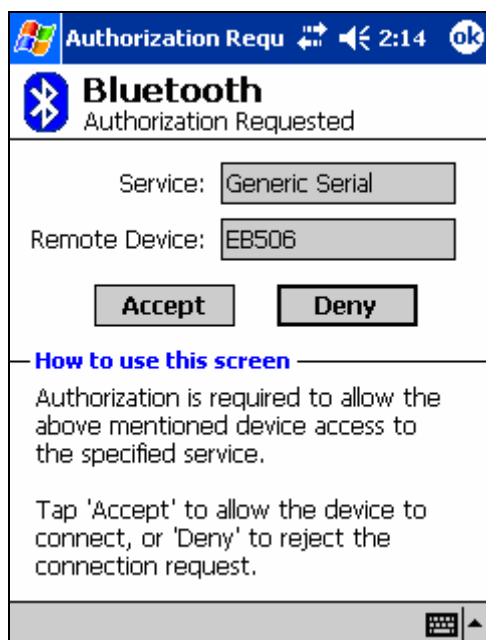 Authorization Requ 2:14 ok
Bluetooth
Authorization Requested
Service: Generic Serial
Remote Device: EB506
Accept Deny
How to use this screen
Authorization is required to allow the
above mentioned device access to
the specified service.
Tap 'Accept' to allow the device to
connect, or 'Deny' to reject the
connection request.